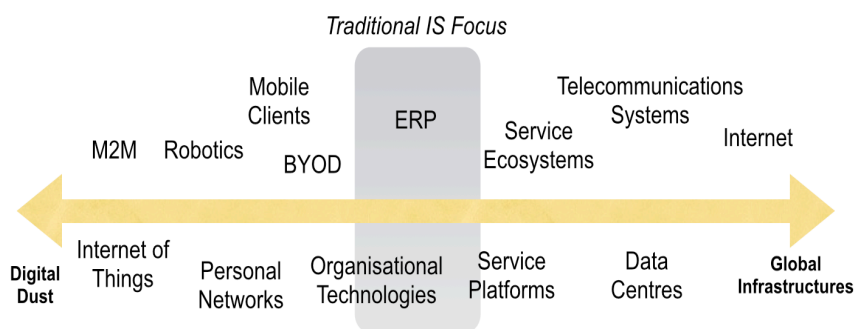 Traditional IS Focus
Mobile
Clients
ERP
Telecommunications
Systems
M2M
Robotics
BYOD
Service
Ecosystems
Internet
Digital
Dust
Internet of
Things
Personal
Networks
Organisational
Technologies
Service
Platforms
Data
Centres
Global
Infrastructures